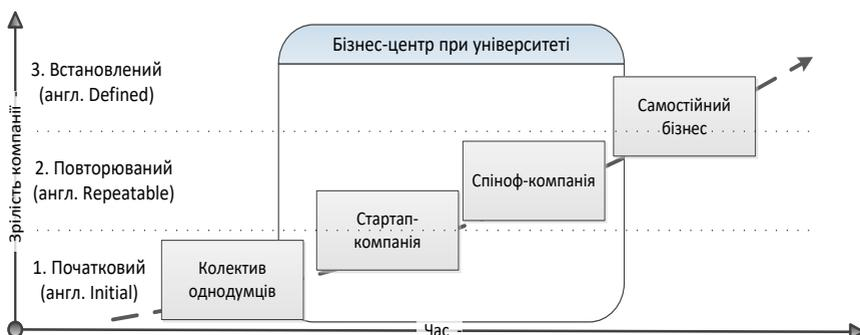 Бізнес-центр при університеті
3. Встановлений
(англ. Defined)
Самостійний
бізнес
2. Повторюваний
(англ. Repeatable)
Спіноф-компанія
Стартап-
компанія
1. Початковий
(англ. Initial)
Колектив
однодумців
Зрілість компанії
Час